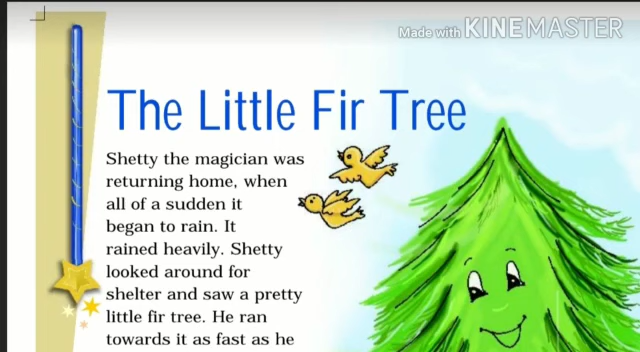 Made with KINEMASTER
The Little Fir Tree
Shetty the magician was
returning home, when
all of a sudden it
began to rain. It
rained heavily. Shetty
looked around for
shelter and saw a pretty
little fir tree. He ran
towards it as fast as he